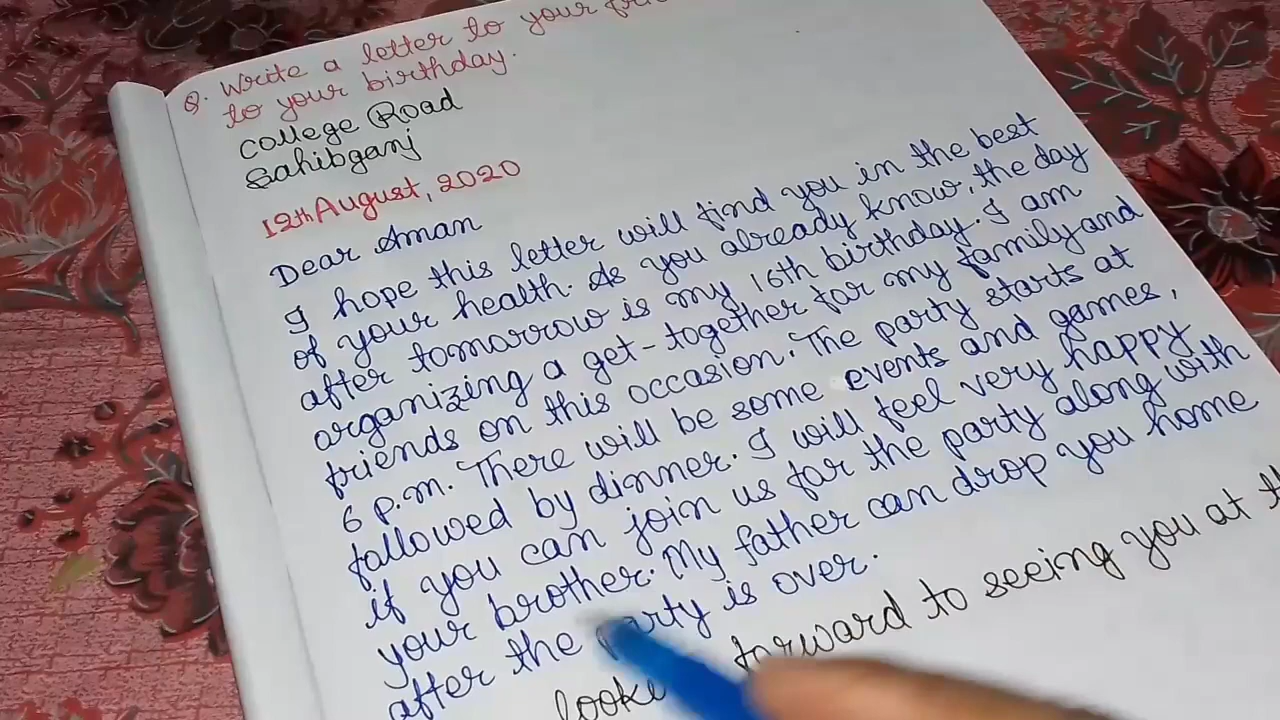 Q. Write a letter to your
to your birthday.
College Road
Sahibganj
12th August, 2020
Dear Aman
I hope this letter will find you in the best
of your health. As you already know, the day
after tomorrow is my 16th birthday. I am
organizing a get-together for my family and
friends on this occasion. The party starts at
6 p.m. There will be some events and games,
followed by dinner. I will feel very happy
if you can join us for the party along with
your brother. My father can drop you home
after the party is over.
forward to seeing you at